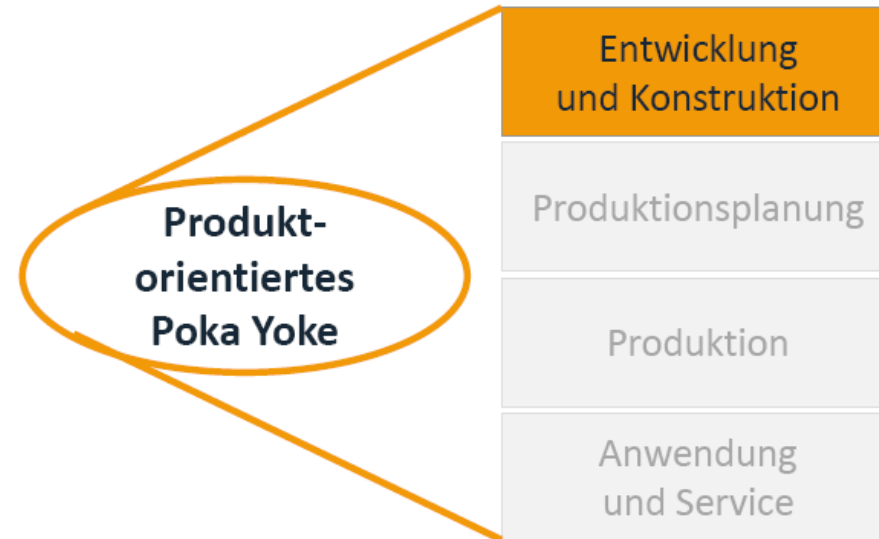 Produkt-
orientiertes
Poka Yoke
Entwicklung
und Konstruktion
Produktionsplanung
Produktion
Anwendung
und Service